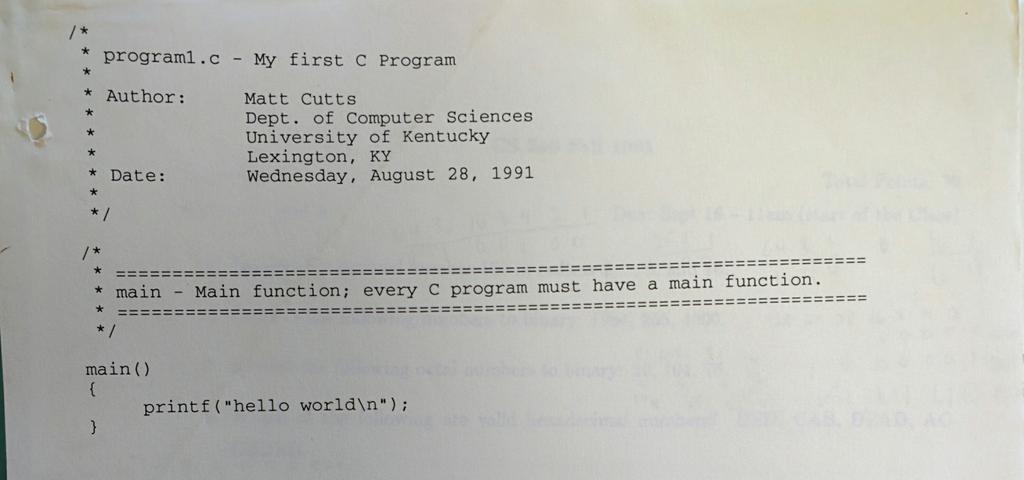 /*
* program1.c - My first C Program
*
* Author: Matt Cutts
* Dept. of Computer Sciences
* University of Kentucky
* Lexington, KY
* Date: Wednesday, August 28, 1991
*
*/
/*
* ===================================================================
* main - Main function; every C program must have a main function.
* ===================================================================
*/
main()
{
printf("hello world\n");
}